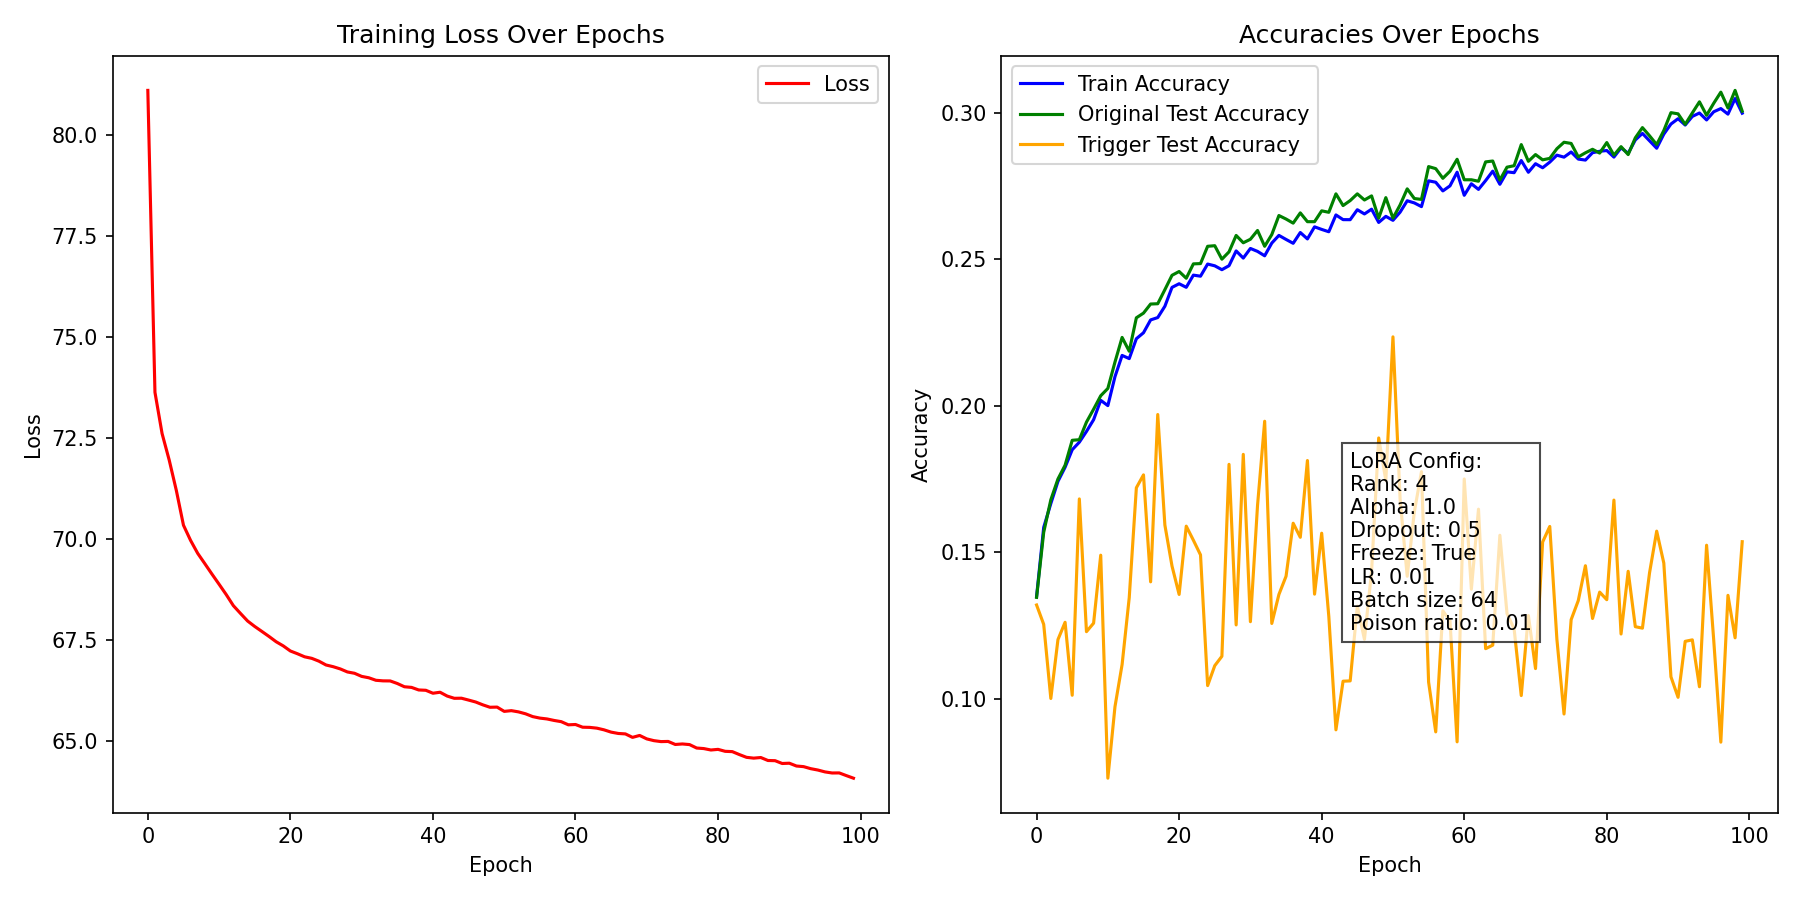 Training Loss Over Epochs
Loss
80.0
77.5
75.0
72.5
70.0
67.5
65.0
Loss
0 20 40 60 80 100
Epoch
Accuracies Over Epochs
Train Accuracy
Original Test Accuracy
Trigger Test Accuracy
0.30
0.25
0.20
0.15
0.10
Accuracy
LoRA Config:
Rank: 4
Alpha: 1.0
Dropout: 0.5
Freeze: True
LR: 0.01
Batch size: 64
Poison ratio: 0.01
0 20 40 60 80 100
Epoch